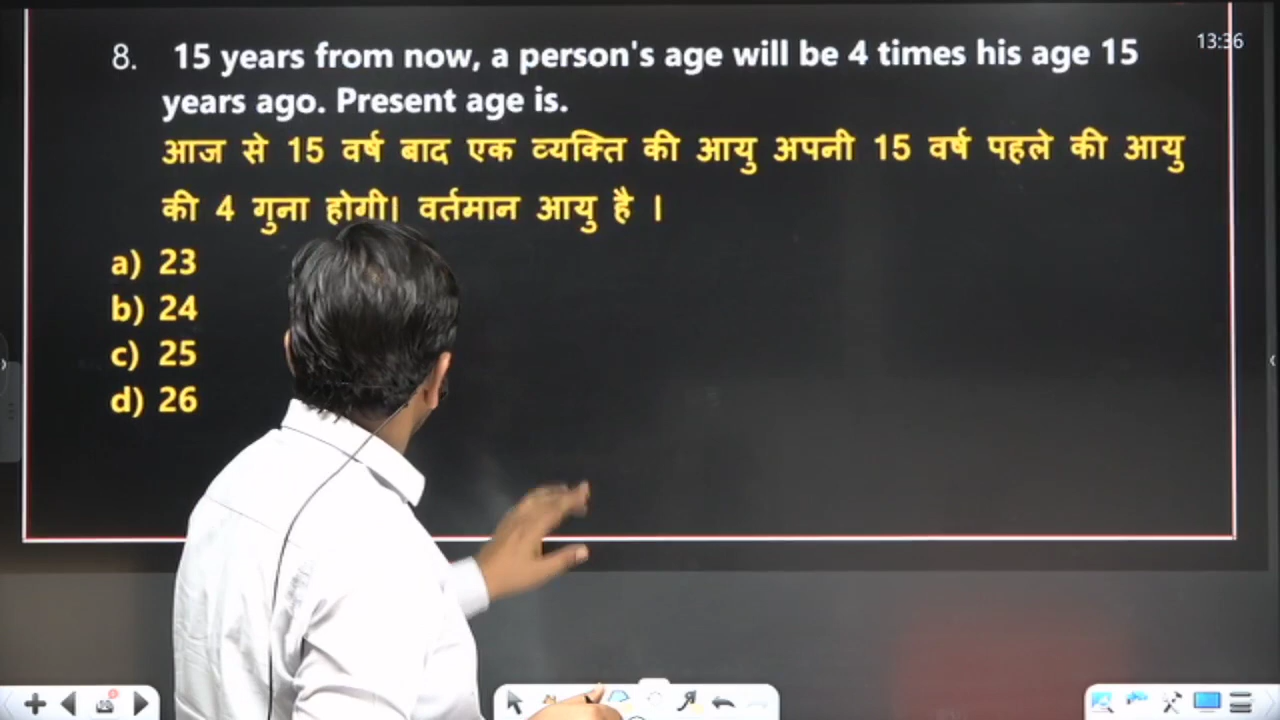 13:36
8. 15 years from now, a person's age will be 4 times his age 15
years ago. Present age is.
आज से 15 वर्ष बाद एक व्यक्ति की आयु अपनी 15 वर्ष पहले की आयु
की 4 गुना होगी। वर्तमान आयु है ।
a) 23
b) 24
c) 25
d) 26